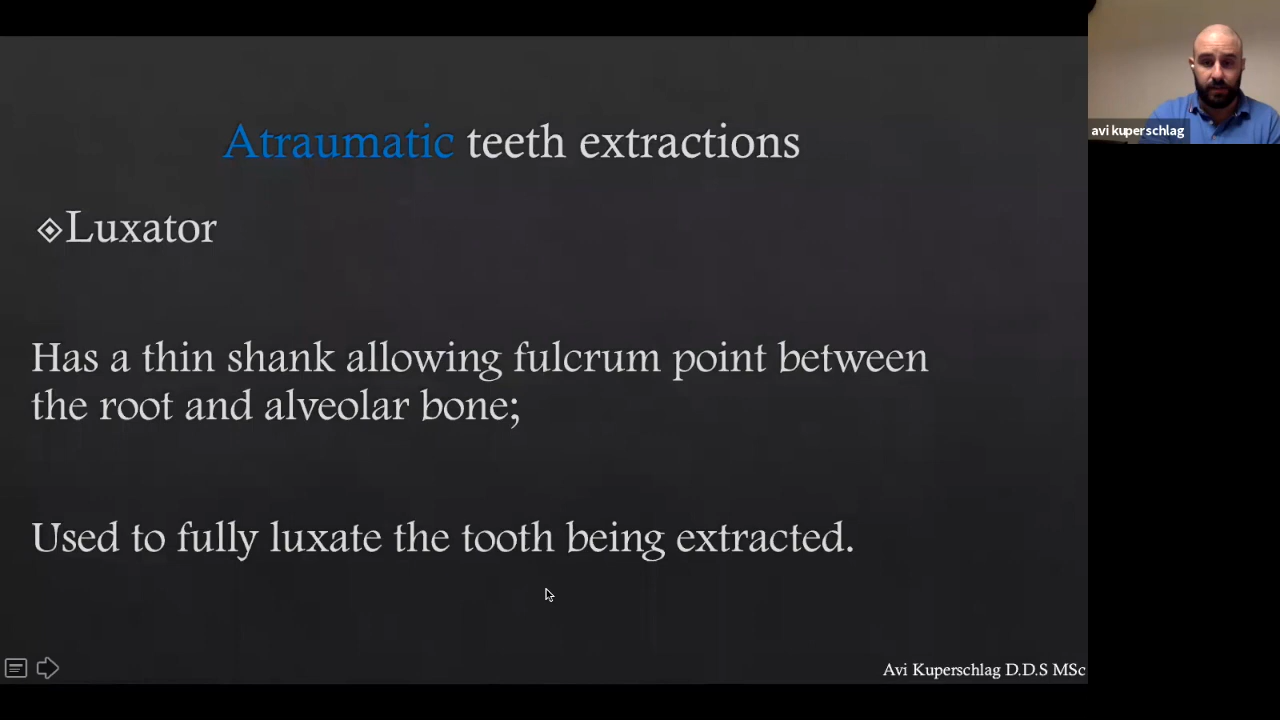 Atraumatic teeth extractions
Luxator
Has a thin shank allowing fulcrum point between
the root and alveolar bone;
Used to fully luxate the tooth being extracted.
Avi Kuperschlag D.D.S MSc
avi kuperschlag